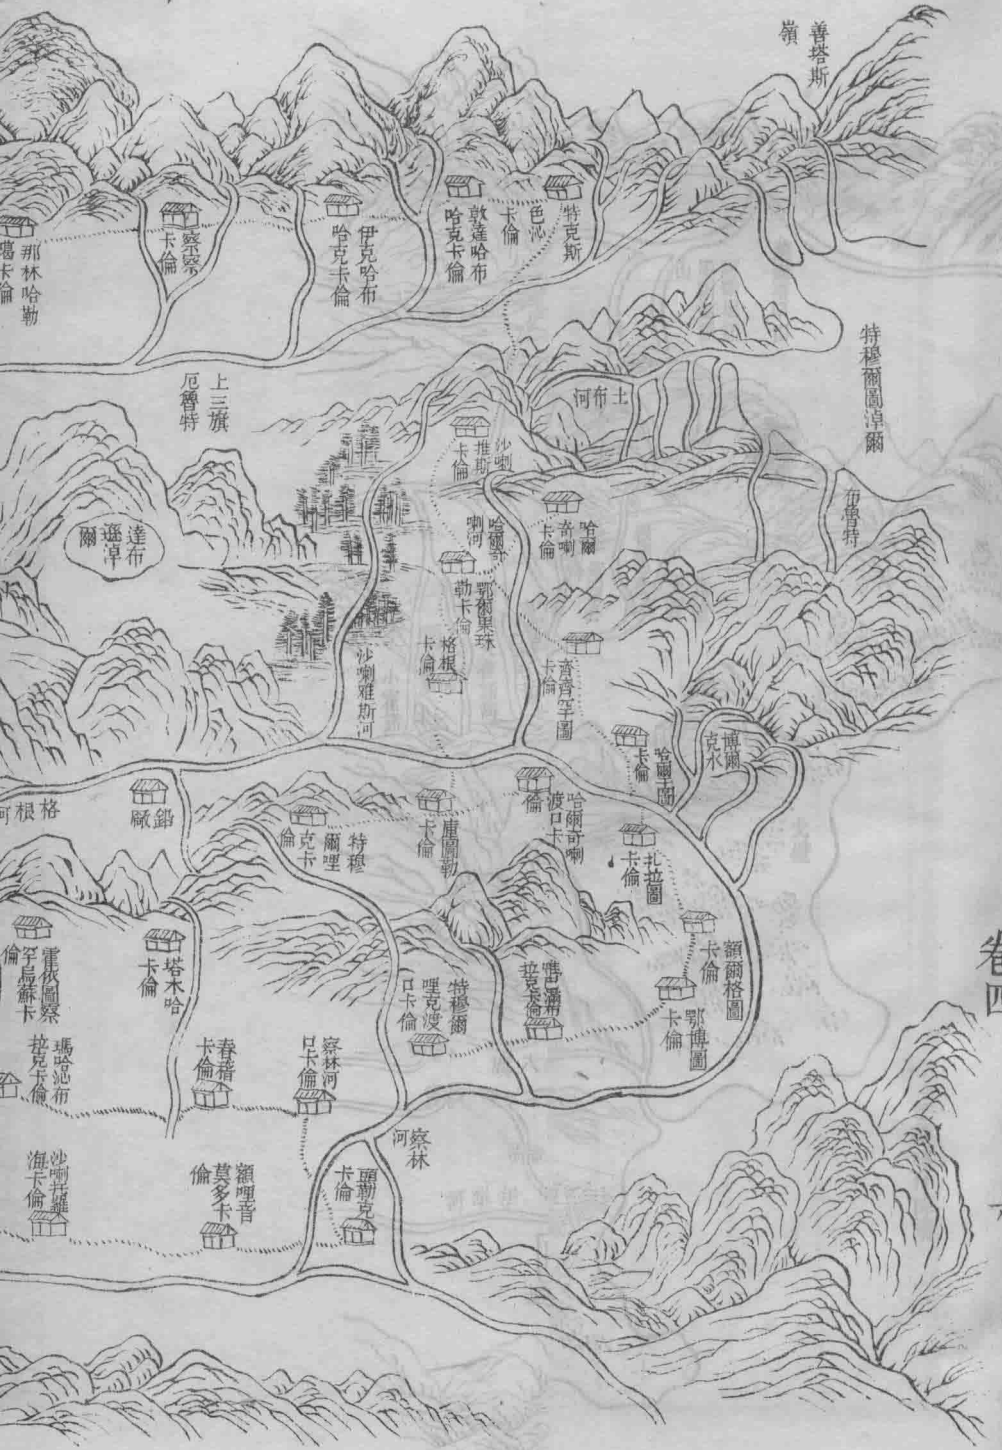 善塔斯
嶺
特克斯
色沁
卡倫
敦達哈布
哈克卡倫
伊克哈布
哈克卡倫
察察
卡倫
那林哈勒
噶卡倫
特穆爾圖淖爾
布魯特
土布河
上三旗
厄魯特
沙喇
推斯
卡倫
哈爾
奇喇
卡倫
哈爾奇
喇河
鄂爾果珠
勒卡倫
格根
卡倫
達布
遜淖
爾
沙喇雅斯河
齊齊罕圖
卡倫
博爾
克水
哈爾罕圖
卡倫
哈爾奇喇
渡口卡
倫
庫圖勒
卡倫
特穆
爾哩
克卡
倫
鉛
廠
格根河
扎拉圖
卡倫
額爾格圖
卡倫
鄂博圖
卡倫
拉克卡倫
特穆爾
哩克渡
口卡倫
塔木哈
卡倫
霍依圖察
罕烏蘇卡
倫
察林河
口卡倫
春稽
卡倫
瑪哈沁布
拉克卡倫
察林
河
圖勒克
卡倫
額哩音
莫多卡
倫
沙喇托羅
海卡倫
卷四